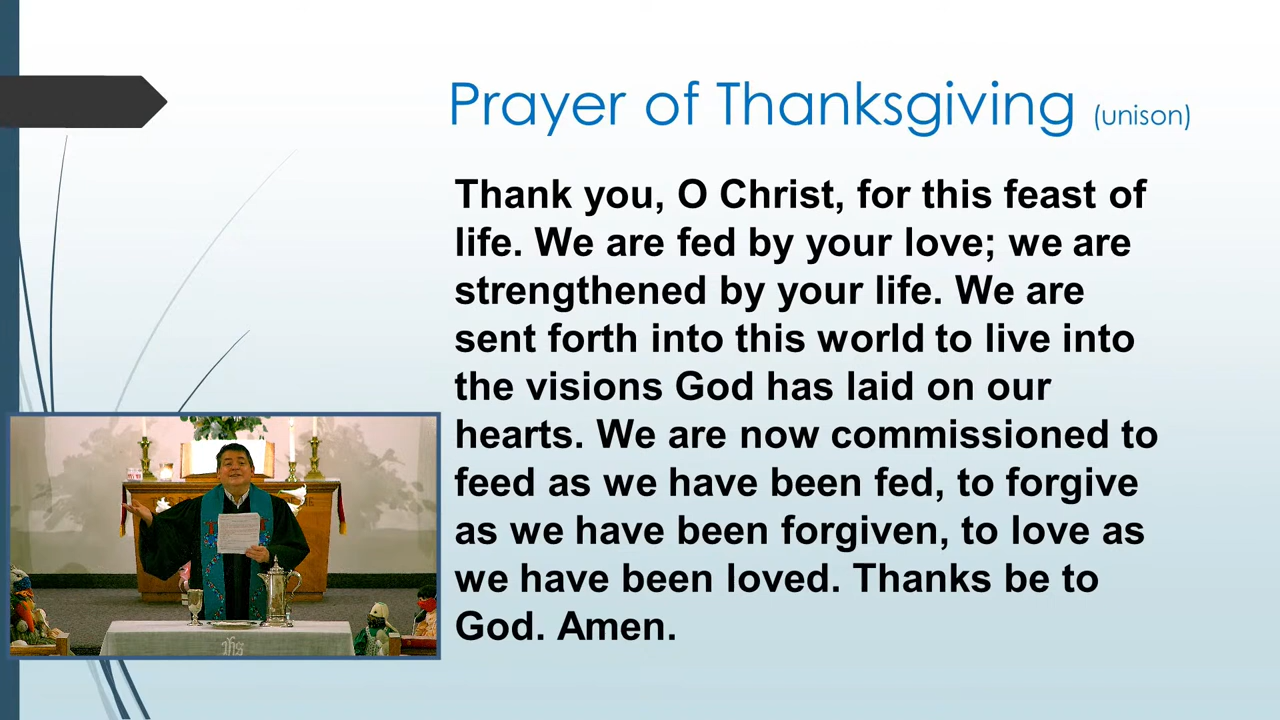 Prayer of Thanksgiving (unison)
Thank you, O Christ, for this feast of
life. We are fed by your love; we are
strengthened by your life. We are
sent forth into this world to live into
the visions God has laid on our
hearts. We are now commissioned to
feed as we have been fed, to forgive
as we have been forgiven, to love as
we have been loved. Thanks be to
God. Amen.
ihs